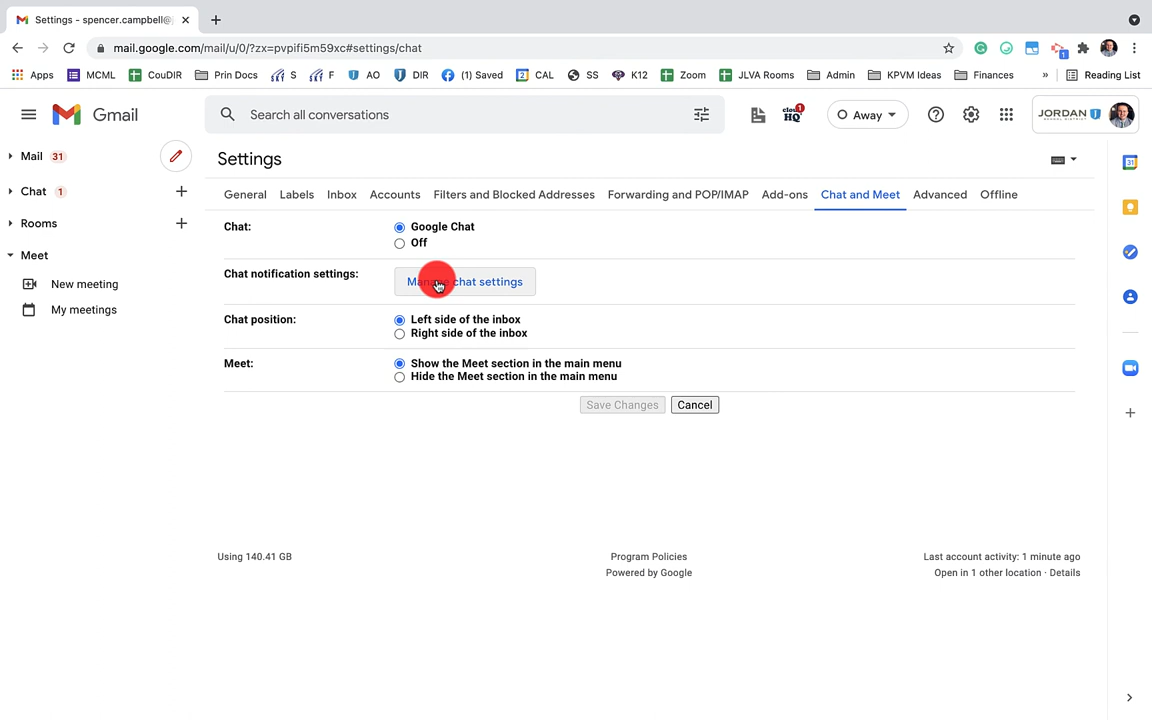 Settings - spencer.campbell@j
mail.google.com/mail/u/0/?zx=pvpifi5m59xc#settings/chat
Apps MCML CouDIR Prin Docs S F AO DIR (1) Saved CAL SS K12 Zoom JLVA Rooms Admin KPVM Ideas Finances » Reading List
Gmail Search all conversations Away JORDAN
Settings
Mail 31
Chat 1
Rooms
Meet
New meeting
My meetings
General Labels Inbox Accounts Filters and Blocked Addresses Forwarding and POP/IMAP Add-ons Chat and Meet Advanced Offline
Chat: Google Chat
Off
Chat notification settings: Manage chat settings
Chat position: Left side of the inbox
Right side of the inbox
Meet: Show the Meet section in the main menu
Hide the Meet section in the main menu
Save Changes Cancel
Using 140.41 GB Program Policies Last account activity: 1 minute ago
Powered by Google Open in 1 other location · Details